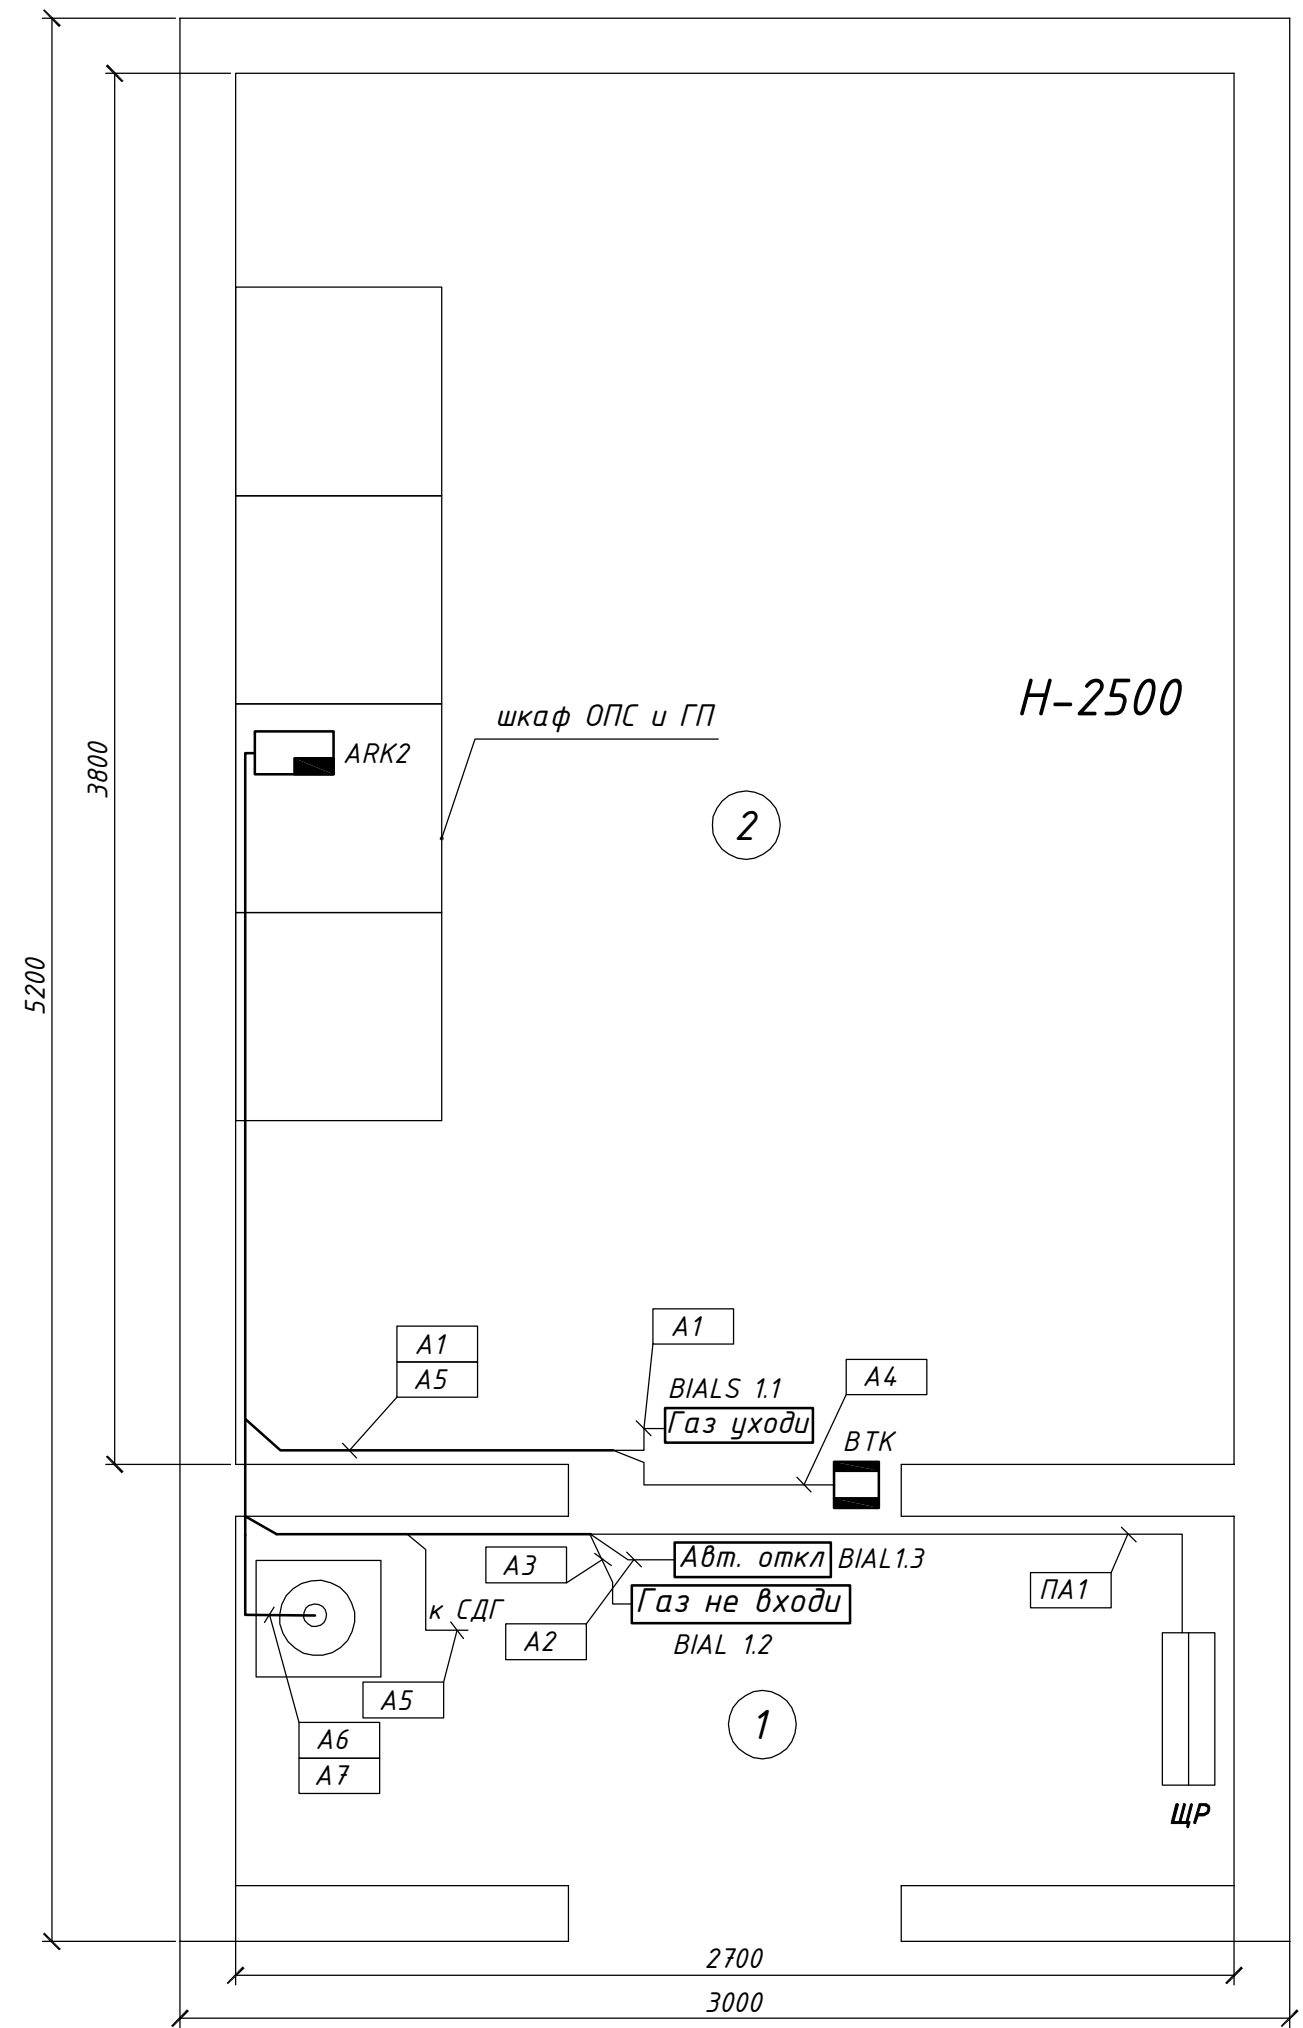 H-2500
шкаф ОПС и ГП
ARK2
3800
2
5200
А1
А1
А5
А4
BIALS 1.1
Газ уходи
ВТК
А3
Авт. откл
BIAL1.3
ПА1
Газ не входи
к СДГ
А2
BIAL 1.2
А5
1
А6
А7
ЩР
2700
3000